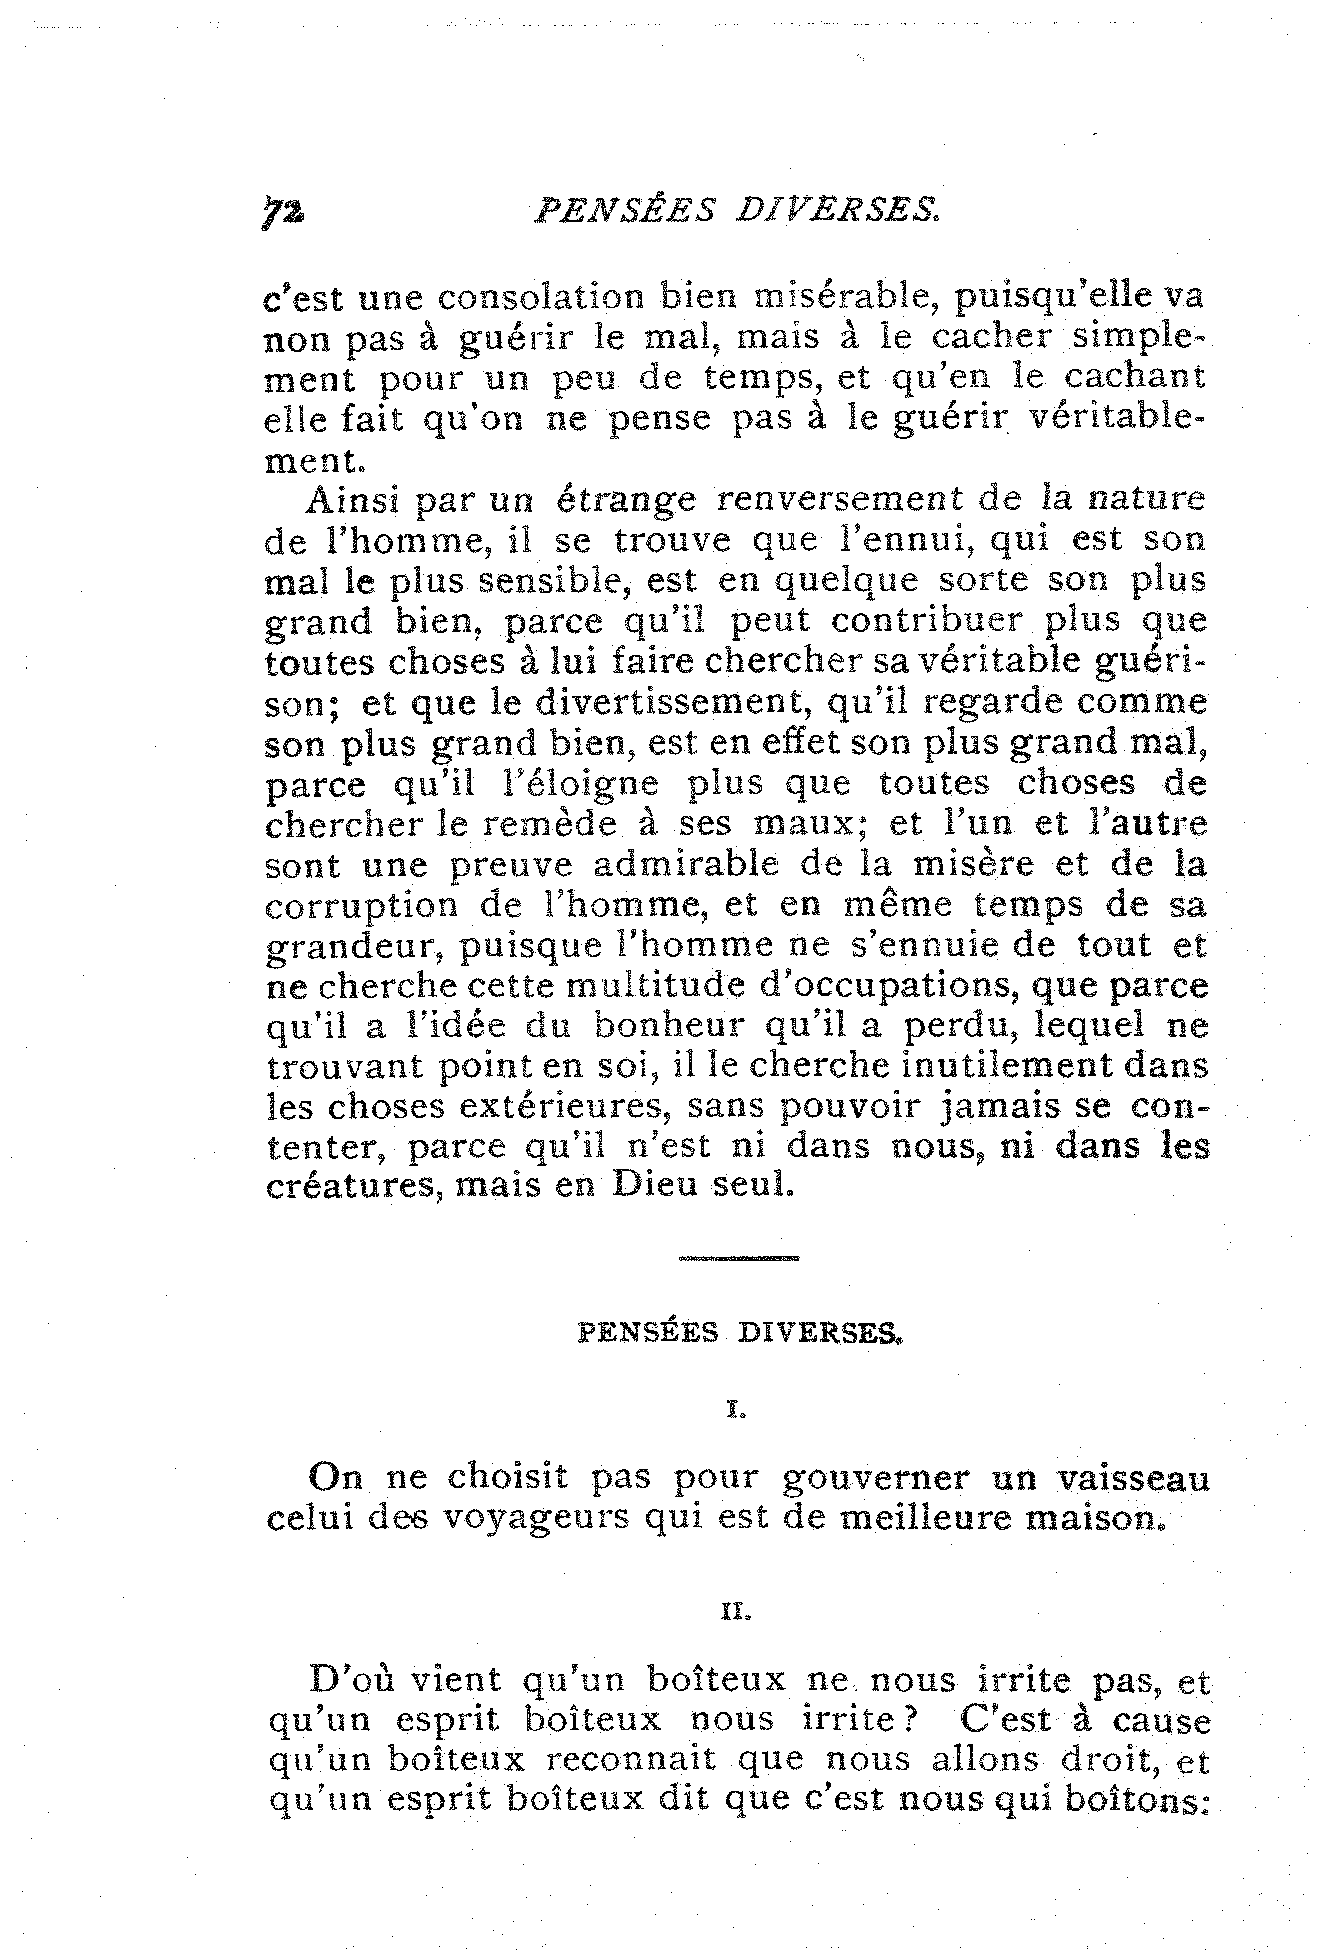 72 PENSÉES DIVERSES.
c'est une consolation bien misérable, puisqu'elle va
non pas à guérir le mal, mais à le cacher simple-
ment pour un peu de temps, et qu'en le cachant
elle fait qu'on ne pense pas à le guérir véritable-
ment.
Ainsi par un étrange renversement de la nature
de l'homme, il se trouve que l'ennui, qui est son
mal le plus sensible, est en quelque sorte son plus
grand bien, parce qu'il peut contribuer plus que
toutes choses à lui faire chercher sa véritable guéri-
son; et que le divertissement, qu'il regarde comme
son plus grand bien, est en effet son plus grand mal,
parce qu'il l'éloigne plus que toutes choses de
chercher le remède à ses maux; et l'un et l'autre
sont une preuve admirable de la misère et de la
corruption de l'homme, et en même temps de sa
grandeur, puisque l'homme ne s'ennuie de tout et
ne cherche cette multitude d'occupations, que parce
qu'il a l'idée du bonheur qu'il a perdu, lequel ne
trouvant point en soi, il le cherche inutilement dans
les choses extérieures, sans pouvoir jamais se con-
tenter, parce qu'il n'est ni dans nous, ni dans les
créatures, mais en Dieu seul.
PENSÉES DIVERSES.
I.
On ne choisit pas pour gouverner un vaisseau
celui des voyageurs qui est de meilleure maison.
II.
D'où vient qu'un boîteux ne nous irrite pas, et
qu'un esprit boîteux nous irrite? C'est à cause
qu'un boîteux reconnait que nous allons droit, et
qu'un esprit boîteux dit que c'est nous qui boîtons: